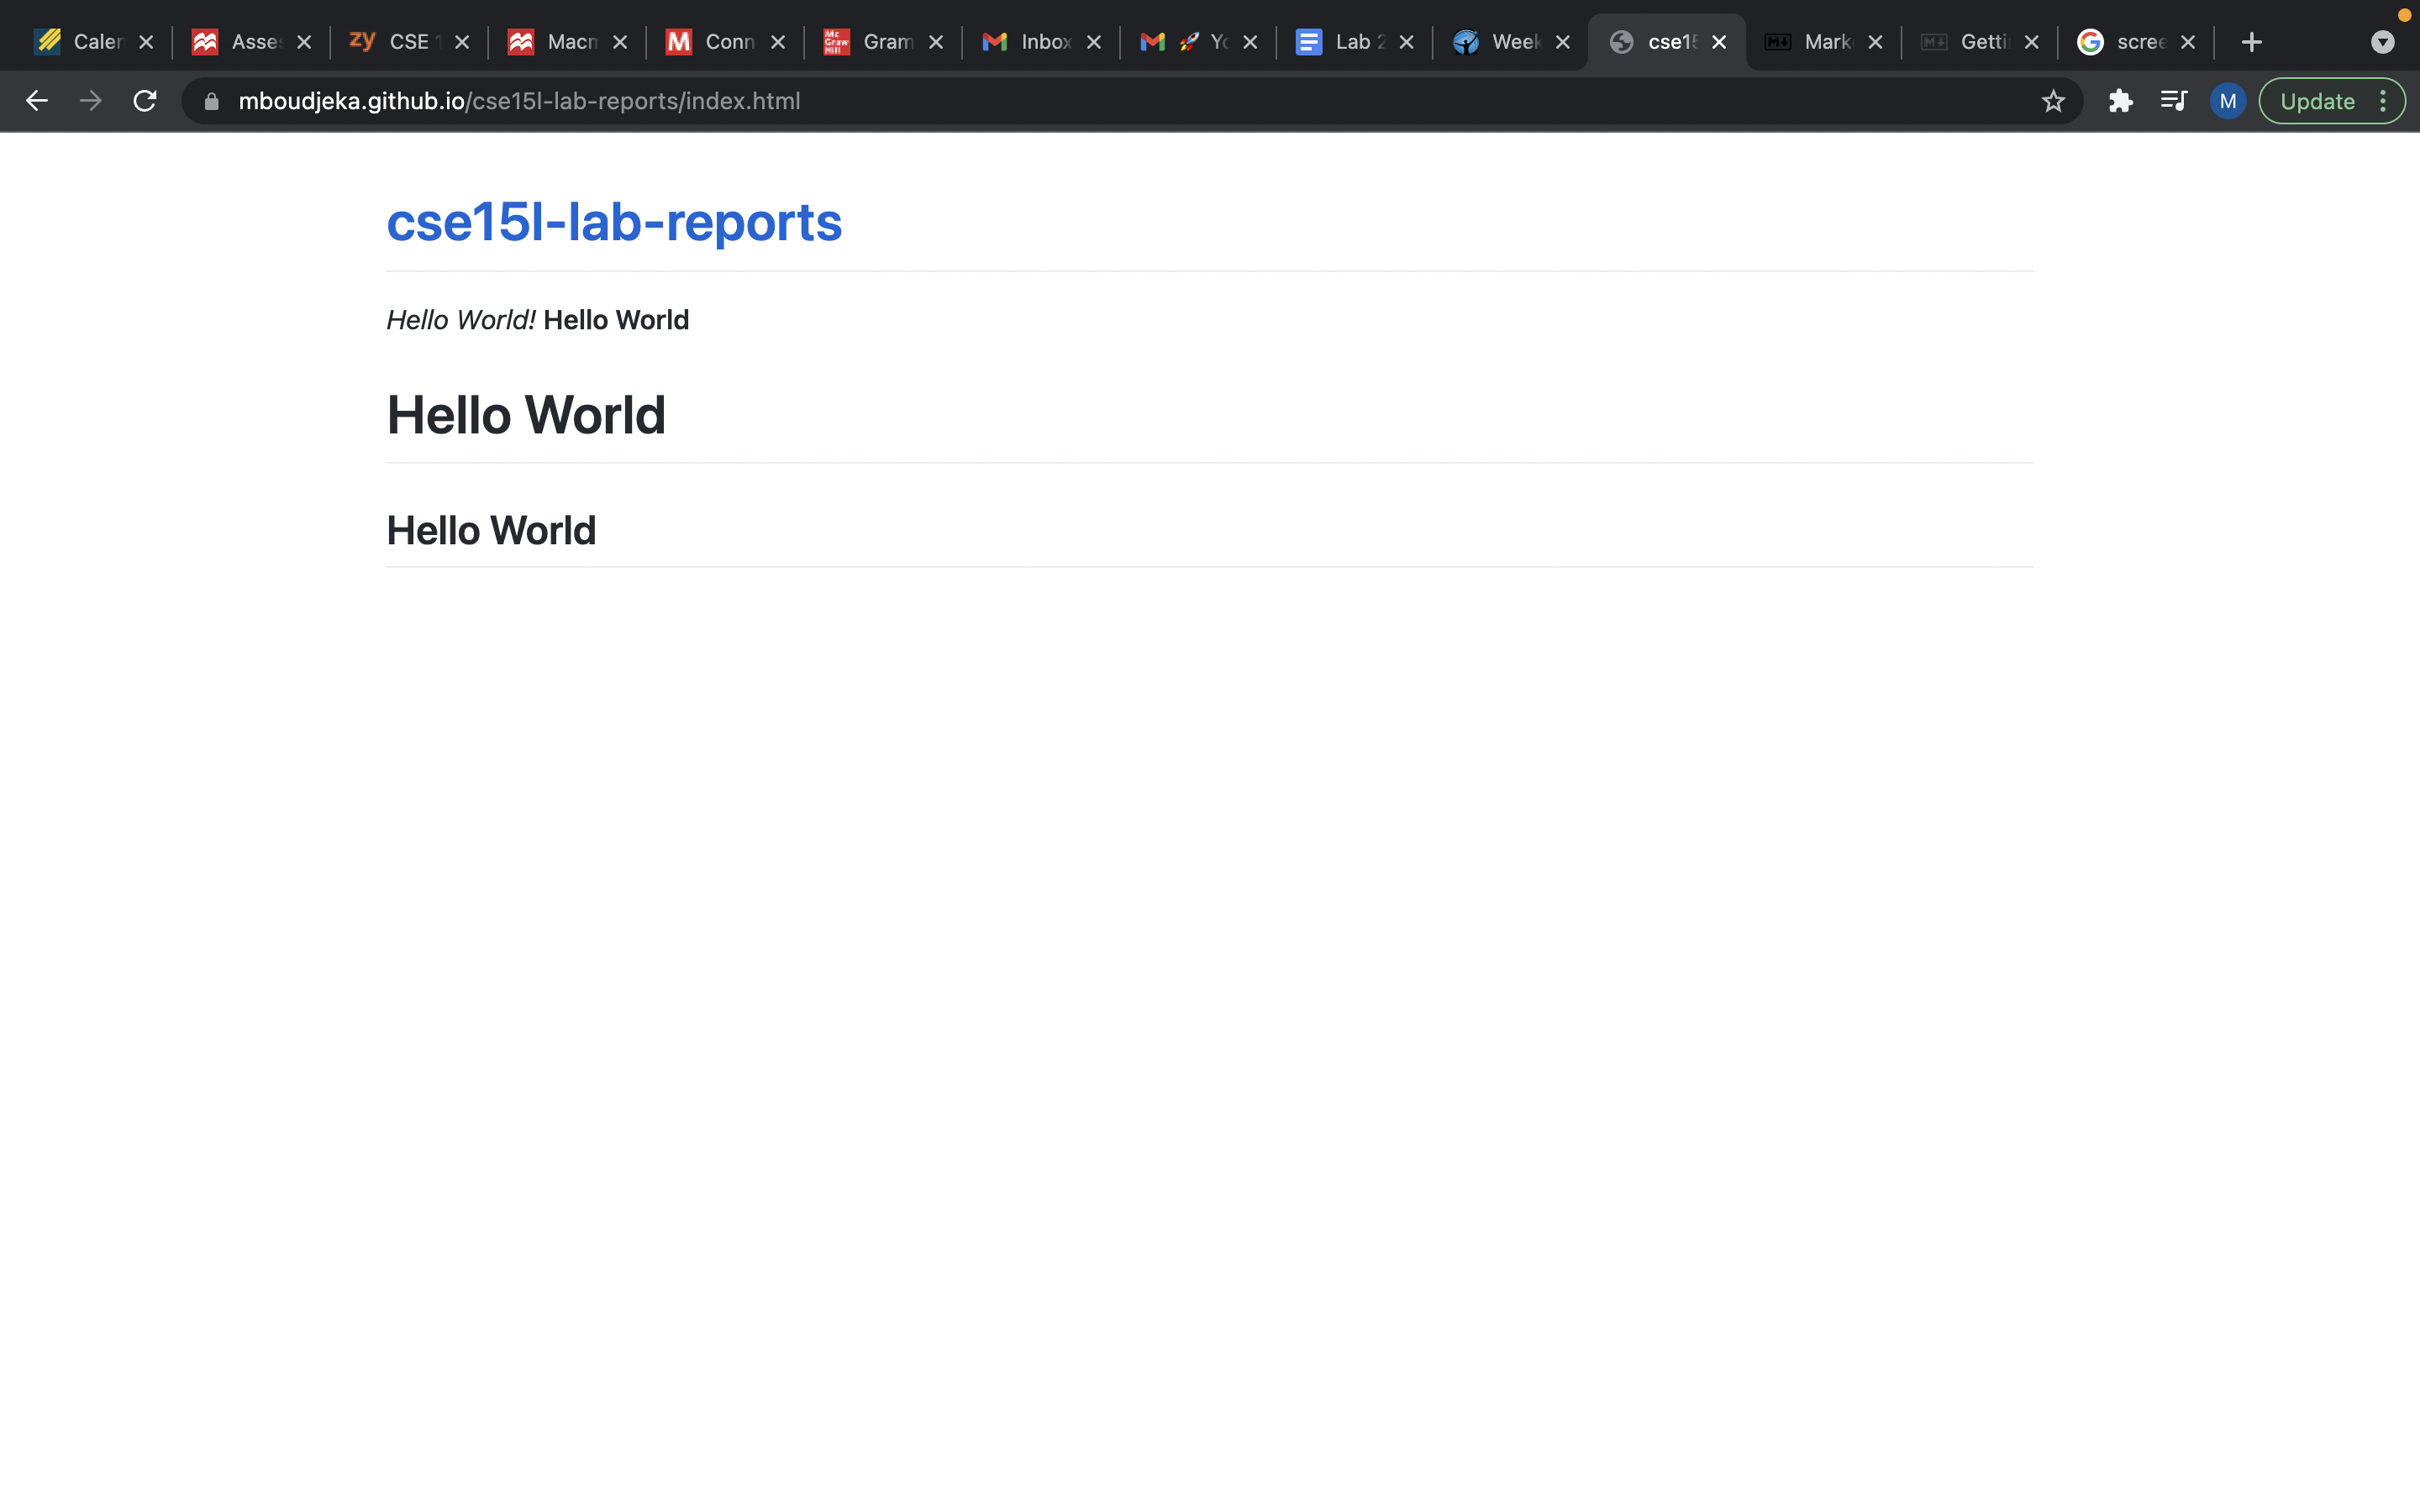 Caler
Asse
zy CSE 1
Macm
M Conn
Mc Graw Hill Gram
Inbox
Yo
Lab 2
Week
cse15
Mark
Getti
G scree
mboudjeka.github.io/cse15l-lab-reports/index.html
M
Update
cse15l-lab-reports
Hello World! Hello World
Hello World
Hello World